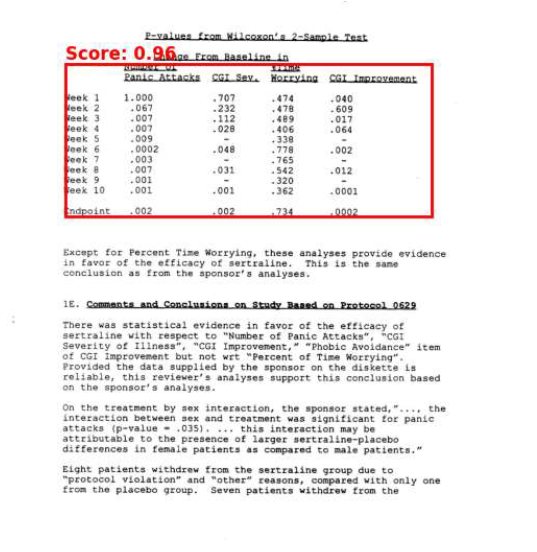 P-values from Wilcoxon's 2-Sample Test
Score: 0.96
Change From Baseline in
Number of %Time
Panic Attacks CGI Sev. Worrying CGI Improvement
Week 1 1.000 .707 .474 .040
Week 2 .067 .232 .478 .609
Week 3 .007 .112 .489 .017
Week 4 .007 .028 .406 .064
Week 5 .009 - .338
Week 6 .0002 .048 .778 .002
Week 7 .003 - .765
Week 8 .007 .031 .542 .012
Week 9 .001 - .320
Week 10 .001 .001 .362 .0001
Endpoint .002 .002 .734 .0002
Except for Percent Time Worrying, these analyses provide evidence
in favor of the efficacy of sertraline. This is the same
conclusion as from the sponsor's analyses.
1E. Comments and Conclusions on Study Based on Protocol 0629
There was statistical evidence in favor of the efficacy of
sertraline with respect to "Number of Panic Attacks", "CGI
Severity of Illness", "CGI Improvement," "Phobic Avoidance" item
of CGI Improvement but not wrt "Percent of Time Worrying".
Provided the data supplied by the sponsor on the diskette is
reliable, this reviewer's analyses support this conclusion based
on the sponsor's analyses.
On the treatment by sex interaction, the sponsor stated,"..., the
interaction between sex and treatment was significant for panic
attacks (p-value = .035). ... this interaction may be
attributable to the presence of larger sertraline-placebo
differences in female patients as compared to male patients."
Eight patients withdrew from the sertraline group due to
"protocol violation" and "other" reasons, compared with only one
from the placebo group. Seven patients withdrew from the